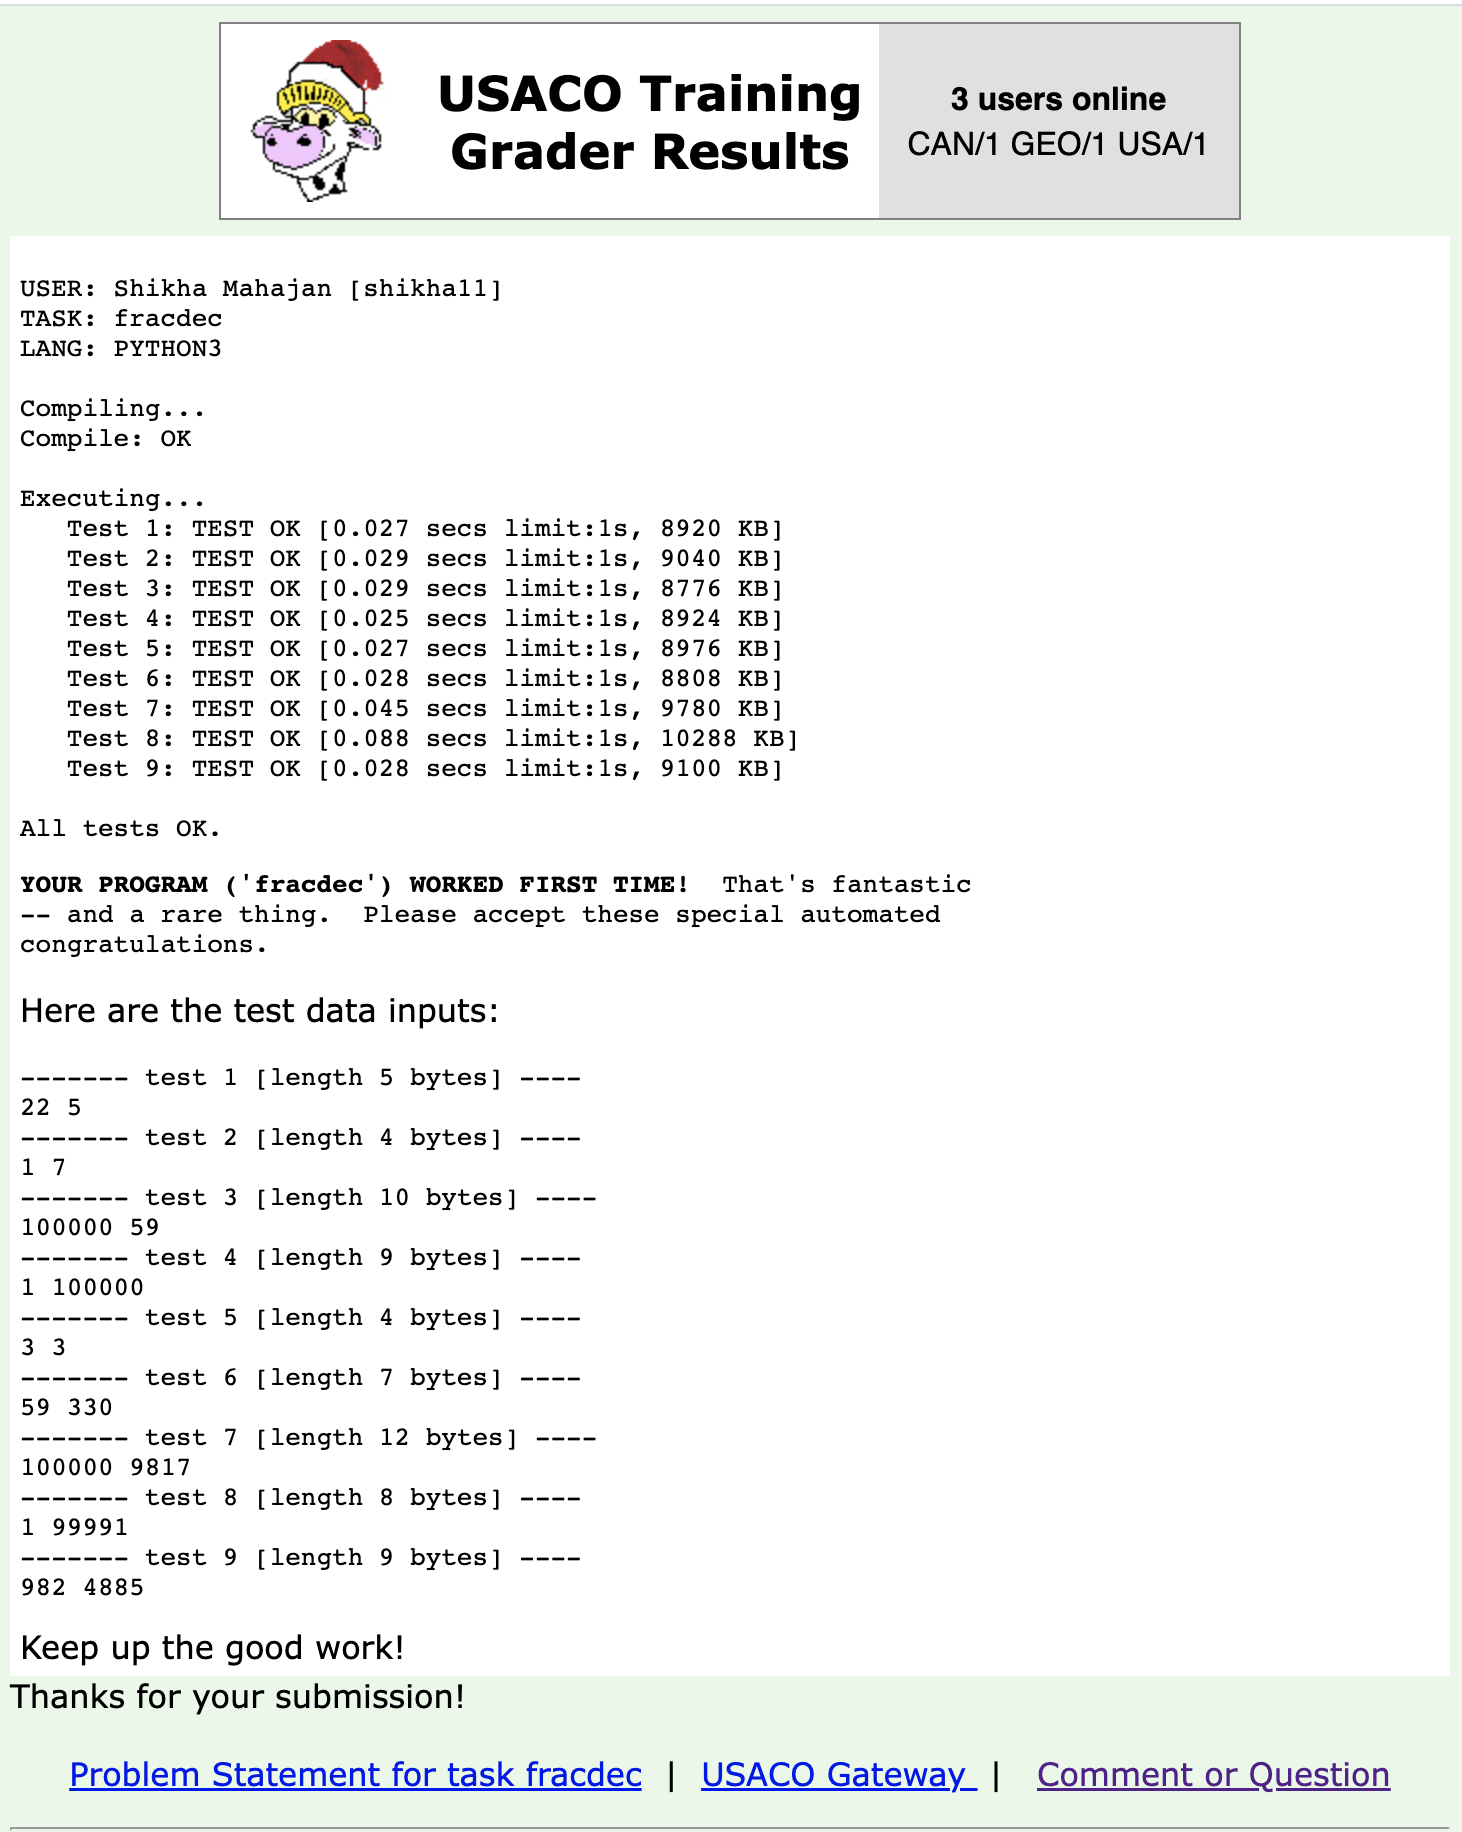 USACO Training
Grader Results
3 users online
CAN/1 GEO/1 USA/1
USER: Shikha Mahajan [shikha11]
TASK: fracdec
LANG: PYTHON3
Compiling...
Compile: OK
Executing...
Test 1: TEST OK [0.027 secs limit:1s, 8920 KB]
Test 2: TEST OK [0.029 secs limit:1s, 9040 KB]
Test 3: TEST OK [0.029 secs limit:1s, 8776 KB]
Test 4: TEST OK [0.025 secs limit:1s, 8924 KB]
Test 5: TEST OK [0.027 secs limit:1s, 8976 KB]
Test 6: TEST OK [0.028 secs limit:1s, 8808 KB]
Test 7: TEST OK [0.045 secs limit:1s, 9780 KB]
Test 8: TEST OK [0.088 secs limit:1s, 10288 KB]
Test 9: TEST OK [0.028 secs limit:1s, 9100 KB]
All tests OK.
YOUR PROGRAM ('fracdec') WORKED FIRST TIME!  That's fantastic
-- and a rare thing.  Please accept these special automated
congratulations.
Here are the test data inputs:
------- test 1 [length 5 bytes] ----
22 5
------- test 2 [length 4 bytes] ----
1 7
------- test 3 [length 10 bytes] ----
100000 59
------- test 4 [length 9 bytes] ----
1 100000
------- test 5 [length 4 bytes] ----
3 3
------- test 6 [length 7 bytes] ----
59 330
------- test 7 [length 12 bytes] ----
100000 9817
------- test 8 [length 8 bytes] ----
1 99991
------- test 9 [length 9 bytes] ----
982 4885
Keep up the good work!
Thanks for your submission!
Problem Statement for task fracdec | USACO Gateway | Comment or Question